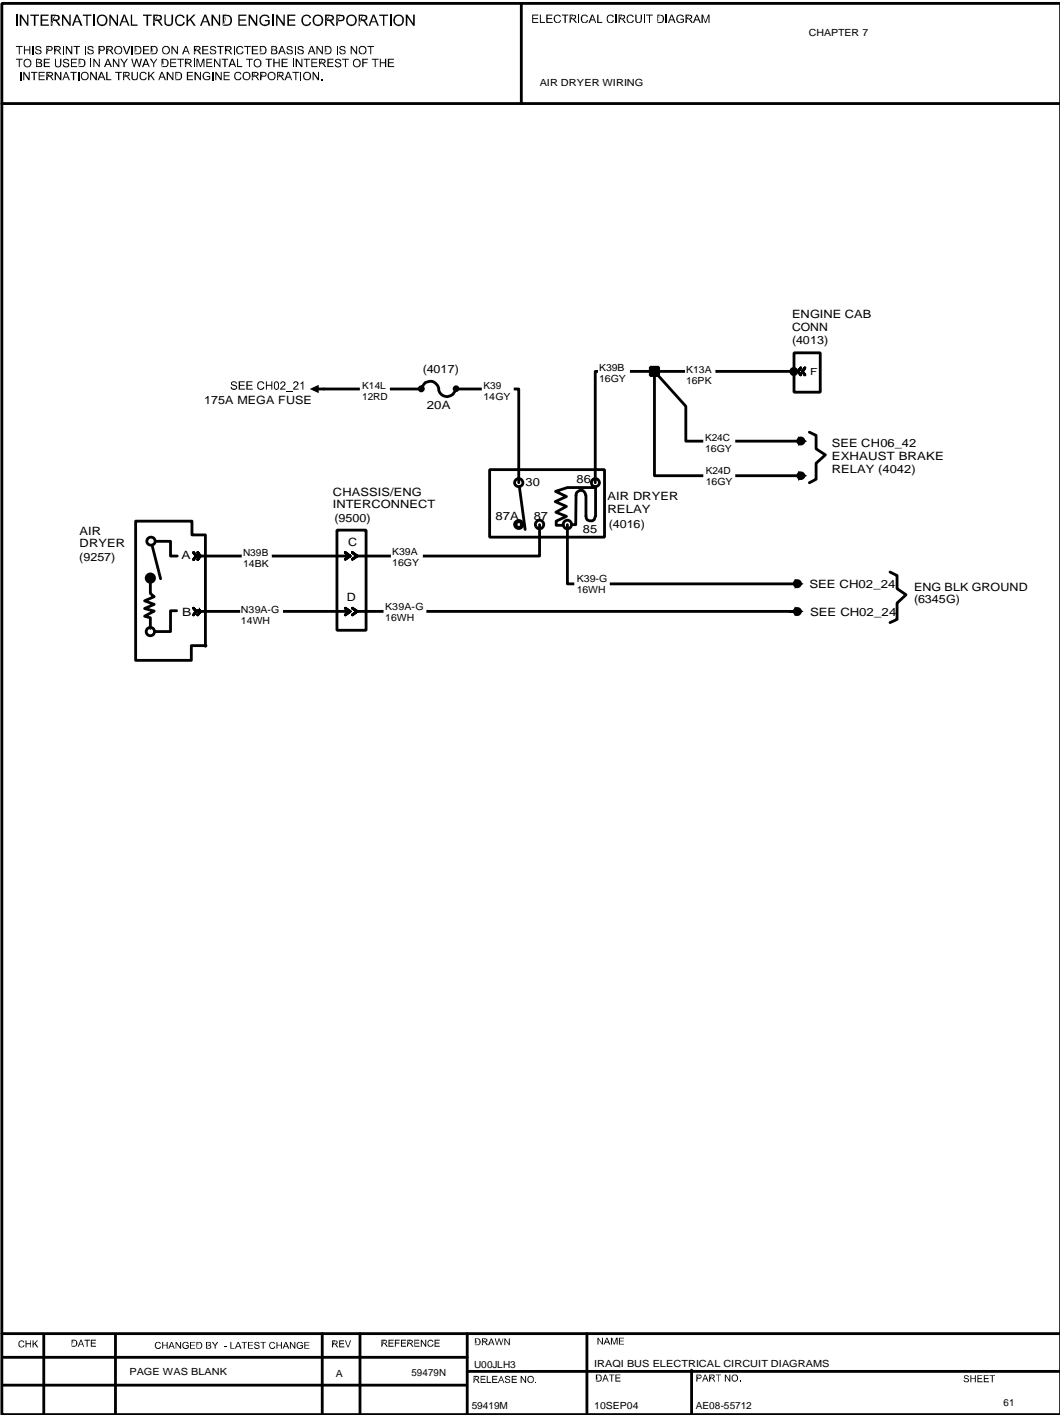 INTERNATIONAL TRUCK AND ENGINE CORPORATION
THIS PRINT IS PROVIDED ON A RESTRICTED BASIS AND IS NOT
TO BE USED IN ANY WAY DETRIMENTAL TO THE INTEREST OF THE
INTERNATIONAL TRUCK AND ENGINE CORPORATION.
ELECTRICAL CIRCUIT DIAGRAM
CHAPTER 7
AIR DRYER WIRING
ENGINE CAB
CONN
(4013)
F
SEE CH02_21
175A MEGA FUSE
K14L
12RD
(4017)
20A
K39
14GY
K39B
16GY
K13A
16PK
K24C
16GY
K24D
16GY
SEE CH06_42
EXHAUST BRAKE
RELAY (4042)
30
86
87A
87
85
AIR DRYER
RELAY
(4016)
CHASSIS/ENG
INTERCONNECT
(9500)
C
D
AIR
DRYER
(9257)
A
B
N39B
14BK
K39A
16GY
N39A-G
14WH
K39A-G
16WH
K39-G
16WH
SEE CH02_24
SEE CH02_24
ENG BLK GROUND
(6345G)
CHK
DATE
CHANGED BY - LATEST CHANGE
REV
REFERENCE
PAGE WAS BLANK
A
59479N
DRAWN
U00JLH3
RELEASE NO.
59419M
NAME
IRAQI BUS ELECTRICAL CIRCUIT DIAGRAMS
DATE
10SEP04
PART NO.
AE08-55712
SHEET
61